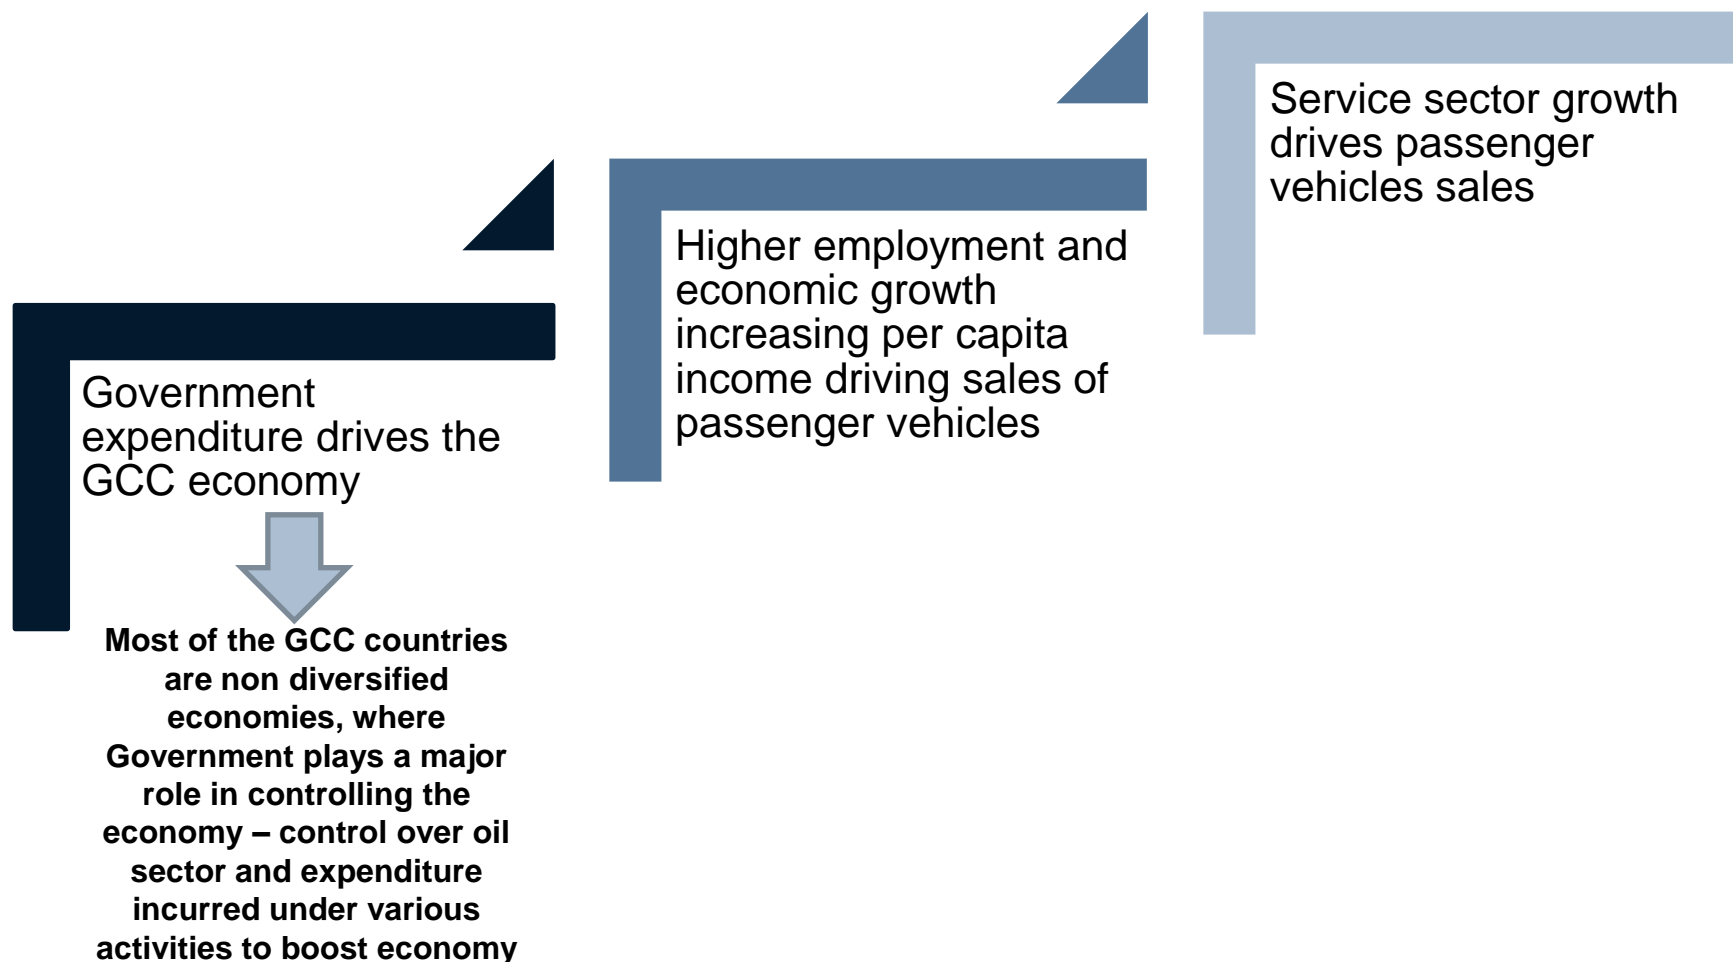 Government
expenditure drives the
GCC economy
Most of the GCC countries
are non diversified
economies, where
Government plays a major
role in controlling the
economy – control over oil
sector and expenditure
incurred under various
activities to boost economy
Higher employment and
economic growth
increasing per capita
income driving sales of
passenger vehicles
Service sector growth
drives passenger
vehicles sales